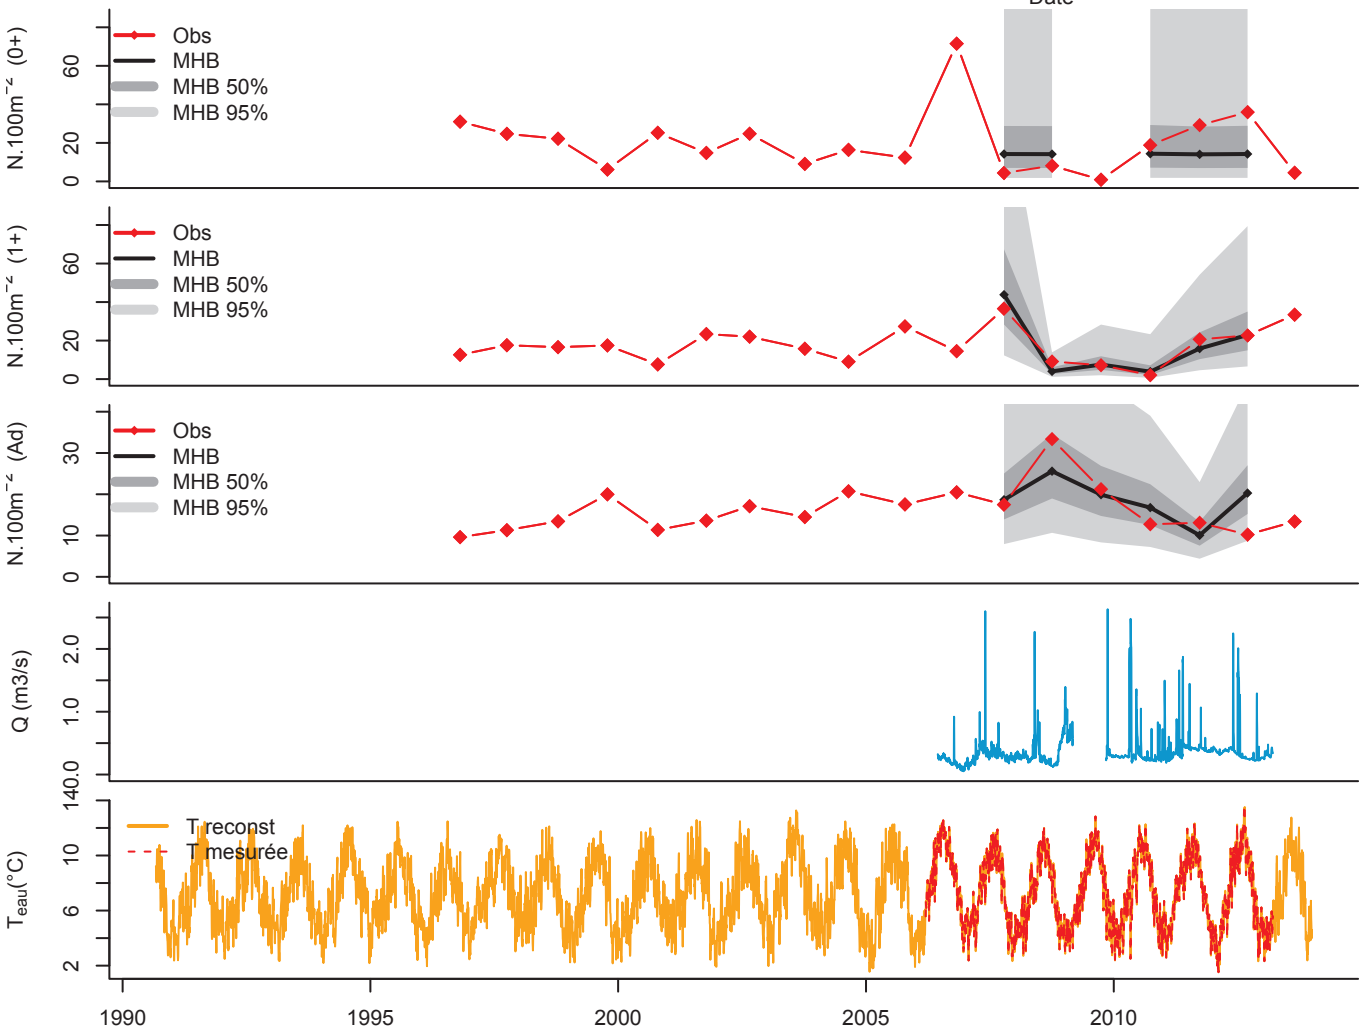 Date
N.100m⁻² (0+)
60
20
0
Obs
MHB
MHB 50%
MHB 95%
N.100m⁻² (1+)
60
20
0
Obs
MHB
MHB 50%
MHB 95%
N.100m⁻² (Ad)
30
10
0
Obs
MHB
MHB 50%
MHB 95%
Q (m3/s)
2.0
1.0
0.0
Teau(°C)
14
10
6
2
T reconst
T mesurée
1990 1995 2000 2005 2010